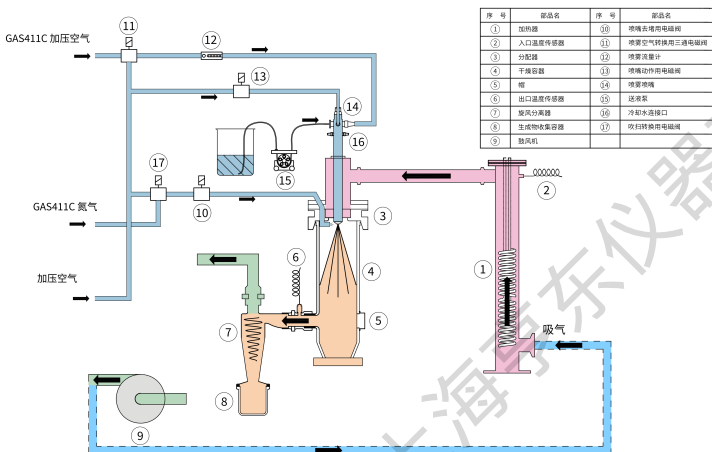 序 号 部品名 序 号 部品名
① 加热器 ⑩ 喷嘴去堵用电磁阀
② 入口温度传感器 ⑪ 喷雾空气转换用三通电磁阀
③ 分配器 ⑫ 喷雾流量计
④ 干燥容器 ⑬ 喷嘴动作用电磁阀
⑤ 帽 ⑭ 喷雾喷嘴
⑥ 出口温度传感器 ⑮ 送液泵
⑦ 旋风分离器 ⑯ 冷却水连接口
⑧ 生成物收集容器 ⑰ 吹扫转换用电磁阀
⑨ 鼓风机
⑪
GAS411C 加压空气
⑫
⑬
⑭
⑯
⑮
⑰
②
⑩
GAS411C 氮气
③
⑥
④
①
加压空气
⑦
⑤
吸气
⑧
⑨
上海亨东仪器